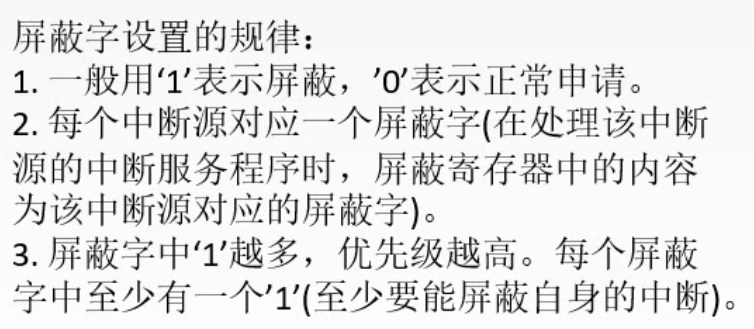 屏蔽字设置的规律：
1. 一般用‘1’表示屏蔽，’0’表示正常申请。
2. 每个中断源对应一个屏蔽字(在处理该中断
源的中断服务程序时，屏蔽寄存器中的内容
为该中断源对应的屏蔽字)。
3. 屏蔽字中‘1’越多，优先级越高。每个屏蔽
字中至少有一个’1’(至少要能屏蔽自身的中断)。